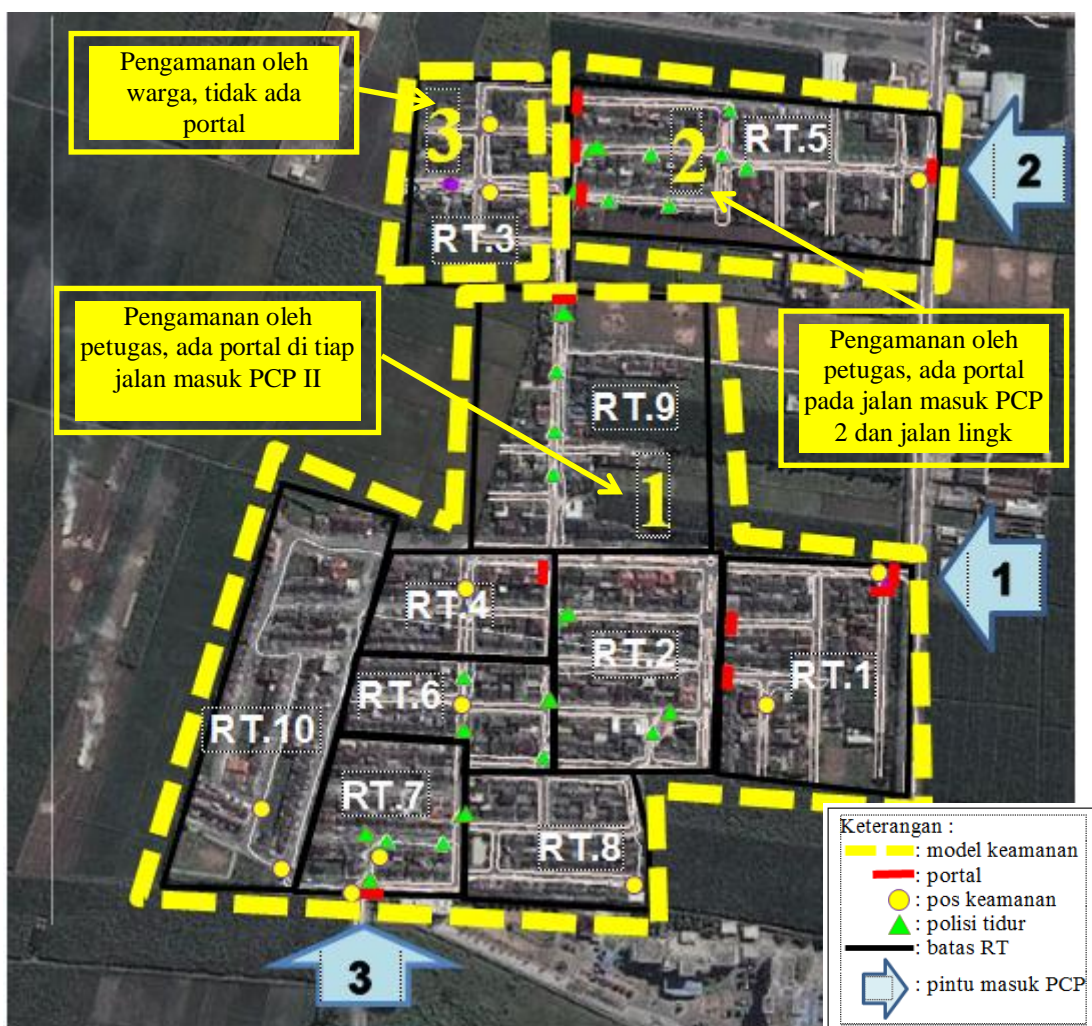 Pengamanan oleh
warga, tidak ada
portal
3
2
RT.5
2
RT.3
Pengamanan oleh
petugas, ada portal di tiap
jalan masuk PCP II
Pengamanan oleh
petugas, ada portal
pada jalan masuk PCP
2 dan jalan lingk
RT.9
1
1
RT.4
RT.2
RT.1
RT.6
RT.10
RT.7
RT.8
3
Keterangan :
: model keamanan
: portal
: pos keamanan
: polisi tidur
: batas RT
: pintu masuk PCP